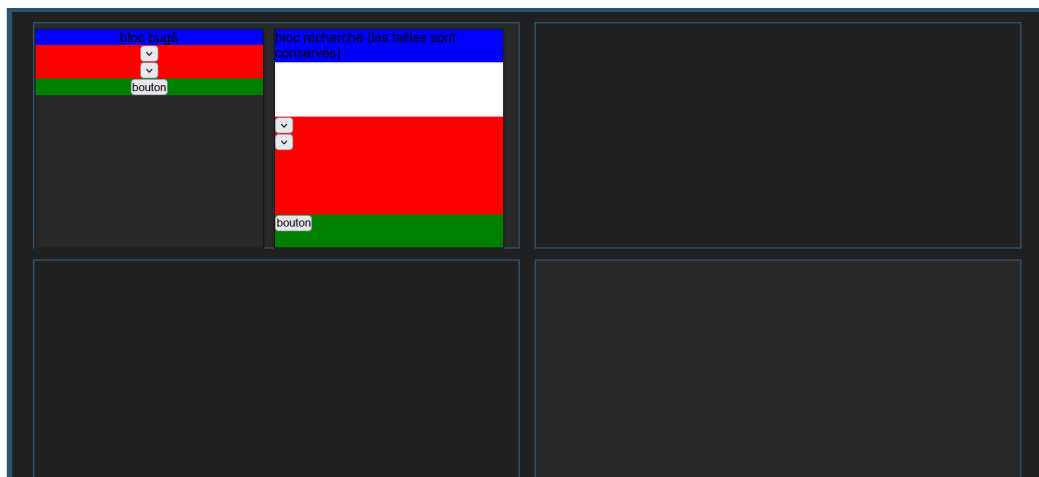 bloc bugé
bouton
bloc recherché (les tailles sont
conservés)
bouton